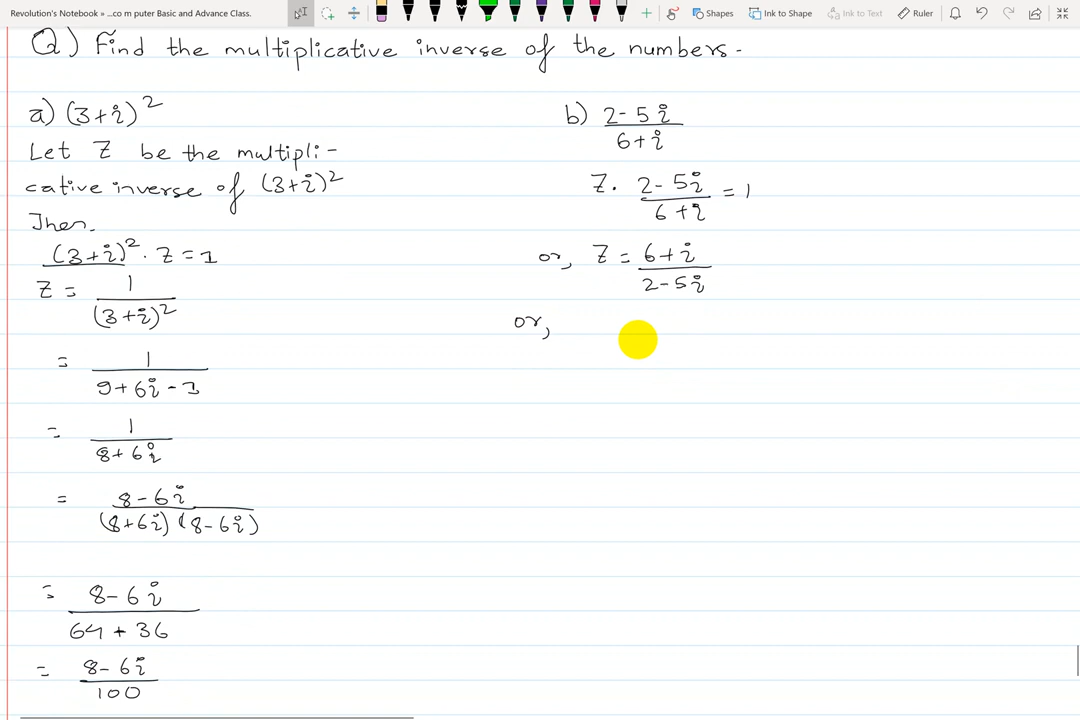 Revolution's Notebook » ...co m puter Basic and Advance Class.
Shapes
Ink to Shape
Ink to Text
Ruler
Q) Find the multiplicative inverse of the numbers.
a) (3+i)²
Let Z be the multipli-
cative inverse of (3+i)²
Then.
(3+i)² . Z = 1
Z = 1
(3+i)²
= 1
9+6i-1
= 1
8+6i
= 8-6i
(8+6i) (8-6i)
= 8-6i
64 + 36
= 8-6i
100
b) 2-5i
6+i
Z. 2-5i = 1
6+i
or, Z = 6+i
2-5i
or,